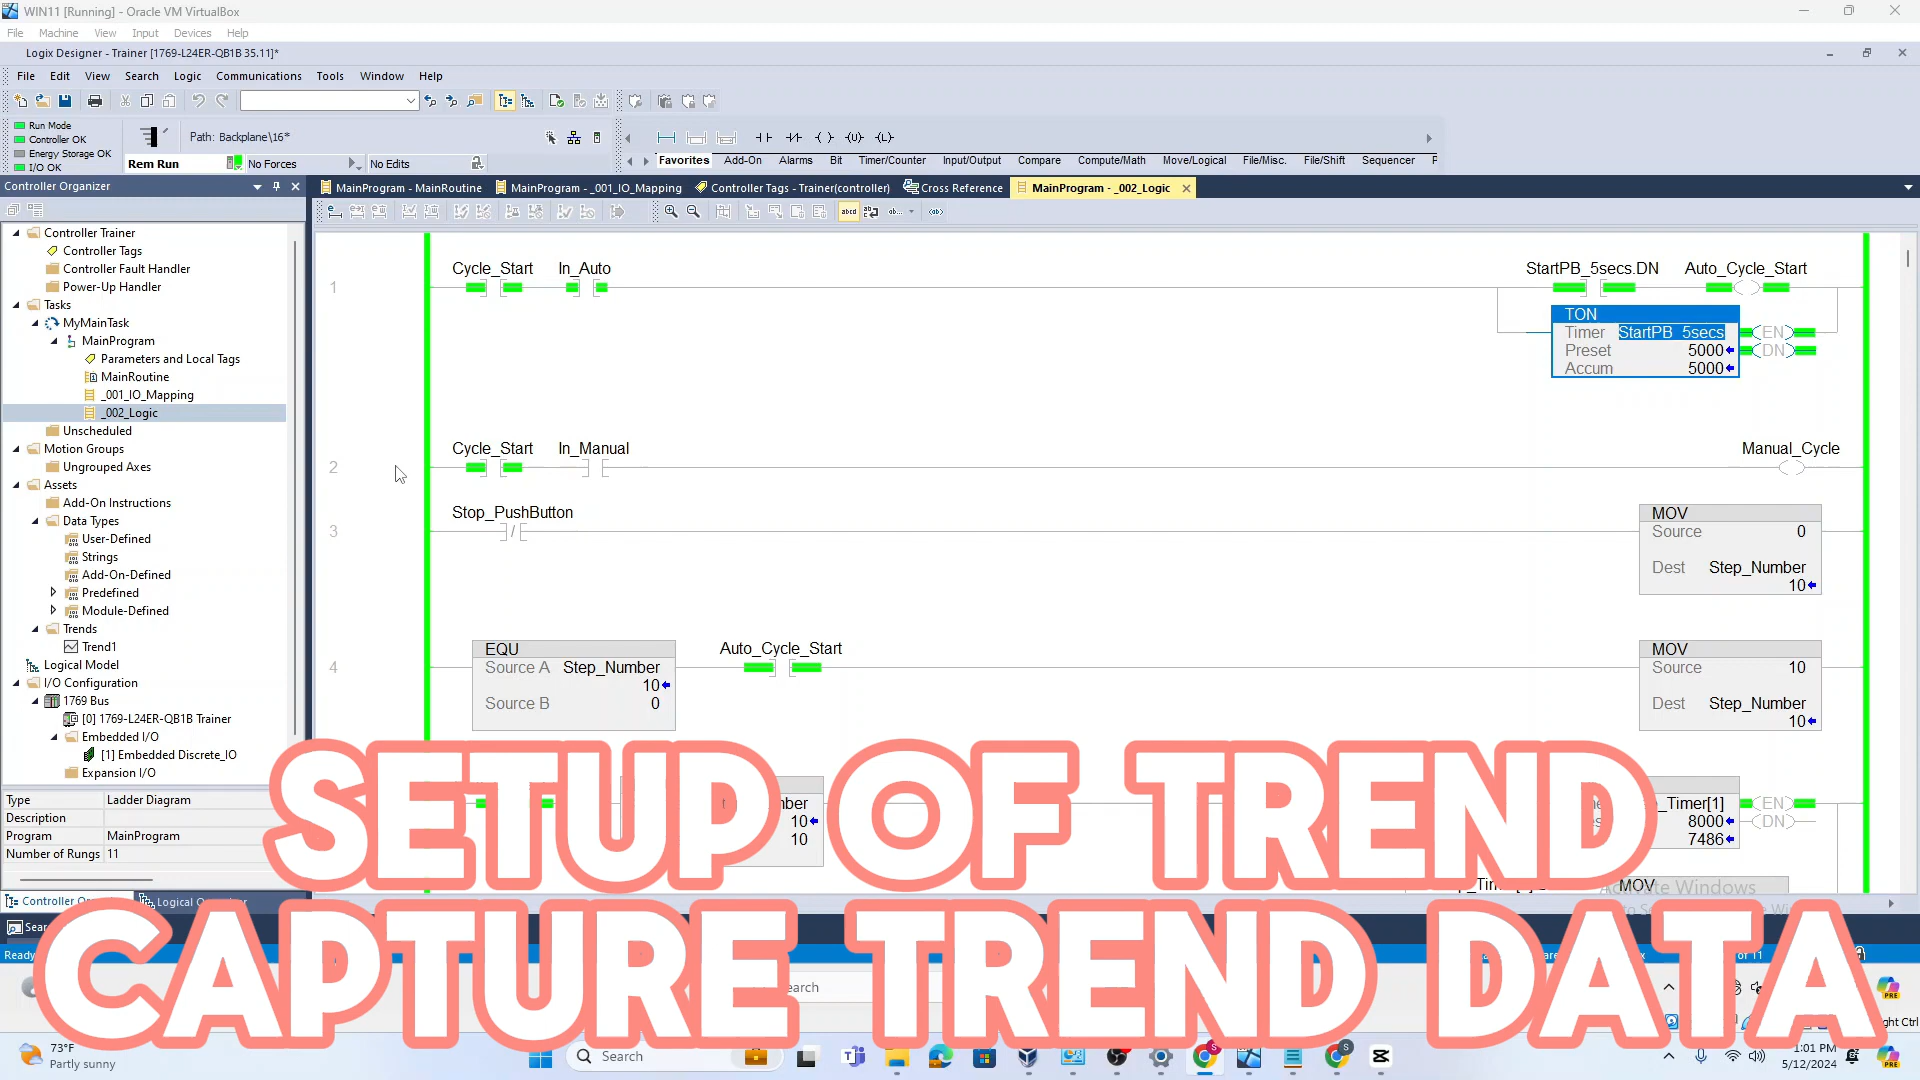 WIN11 [Running] - Oracle VM VirtualBox
File Machine View Input Devices Help
Logix Designer - Trainer [1769-L24ER-QB1B 35.11]*
File Edit View Search Logic Communications Tools Window Help
Run Mode
Controller OK
Energy Storage OK
I/O OK
Path: Backplane\16*
Rem Run No Forces No Edits
Favorites Add-On Alarms Bit Timer/Counter Input/Output Compare Compute/Math Move/Logical File/Misc. File/Shift Sequencer P
Controller Organizer
MainProgram - MainRoutine MainProgram - _001_IO_Mapping Controller Tags - Trainer(controller) Cross Reference MainProgram - _002_Logic
Controller Trainer
Controller Tags
Controller Fault Handler
Power-Up Handler
Tasks
MyMainTask
MainProgram
Parameters and Local Tags
MainRoutine
_001_IO_Mapping
_002_Logic
Unscheduled
Motion Groups
Ungrouped Axes
Assets
Add-On Instructions
Data Types
User-Defined
Strings
Add-On-Defined
Predefined
Module-Defined
Trends
Trend1
Logical Model
I/O Configuration
1769 Bus
[0] 1769-L24ER-QB1B Trainer
Embedded I/O
[1] Embedded Discrete_IO
Expansion I/O
Type Ladder Diagram
Description
Program MainProgram
Number of Rungs 11
Cycle_Start In_Auto StartPB_5secs.DN Auto_Cycle_Start
1
TON
Timer StartPB_5secs EN
Preset 5000 DN
Accum 5000
Cycle_Start In_Manual Manual_Cycle
2
Stop_PushButton
3
MOV
Source 0
Dest Step_Number
10
4
EQU
Source A Step_Number
10
Source B 0
Auto_Cycle_Start
MOV
Source 10
Dest Step_Number
10
10
10
_Timer[1] EN
8000 DN
7486
MOV
Activate Windows
SETUP OF TREND
CAPTURE TREND DATA
Ready
73°F
Partly sunny
Search
1:01 PM
5/12/2024